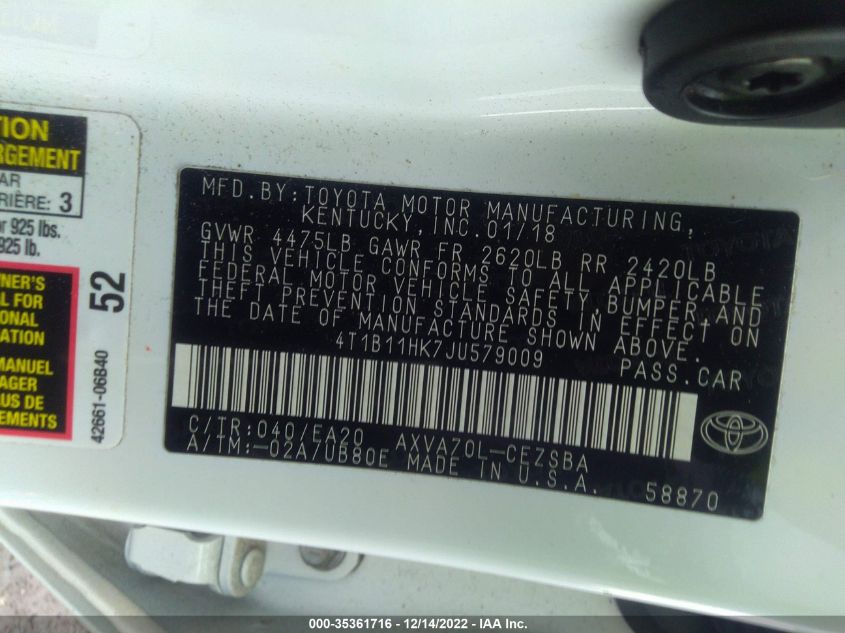 TION
RGEMENT
AR
RIÈRE: 3
or 925 lbs.
925 lb.
52
WNER'S
L FOR
IONAL
ATION
MANUEL
AGER
US DE
EMENTS
42661-06B40
MFD.BY:TOYOTA MOTOR MANUFACTURING,
KENTUCKY,INC.01/18
GVWR 4475LB GAWR FR 2620LB RR 2420LB
THIS VEHICLE CONFORMS TO ALL APPLICABLE
FEDERAL MOTOR VEHICLE SAFETY,BUMPER,AND
THEFT PREVENTION STANDARDS IN EFFECT ON
THE DATE OF MANUFACTURE SHOWN ABOVE.
4T1B11HK7JU579009 PASS.CAR
C/TR:040/EA20 AXVA70L-CEZSBA
A/TM:-02A/UB80E MADE IN U.S.A. 58870
TOYOTA
000-35361716 - 12/14/2022 - IAA Inc.